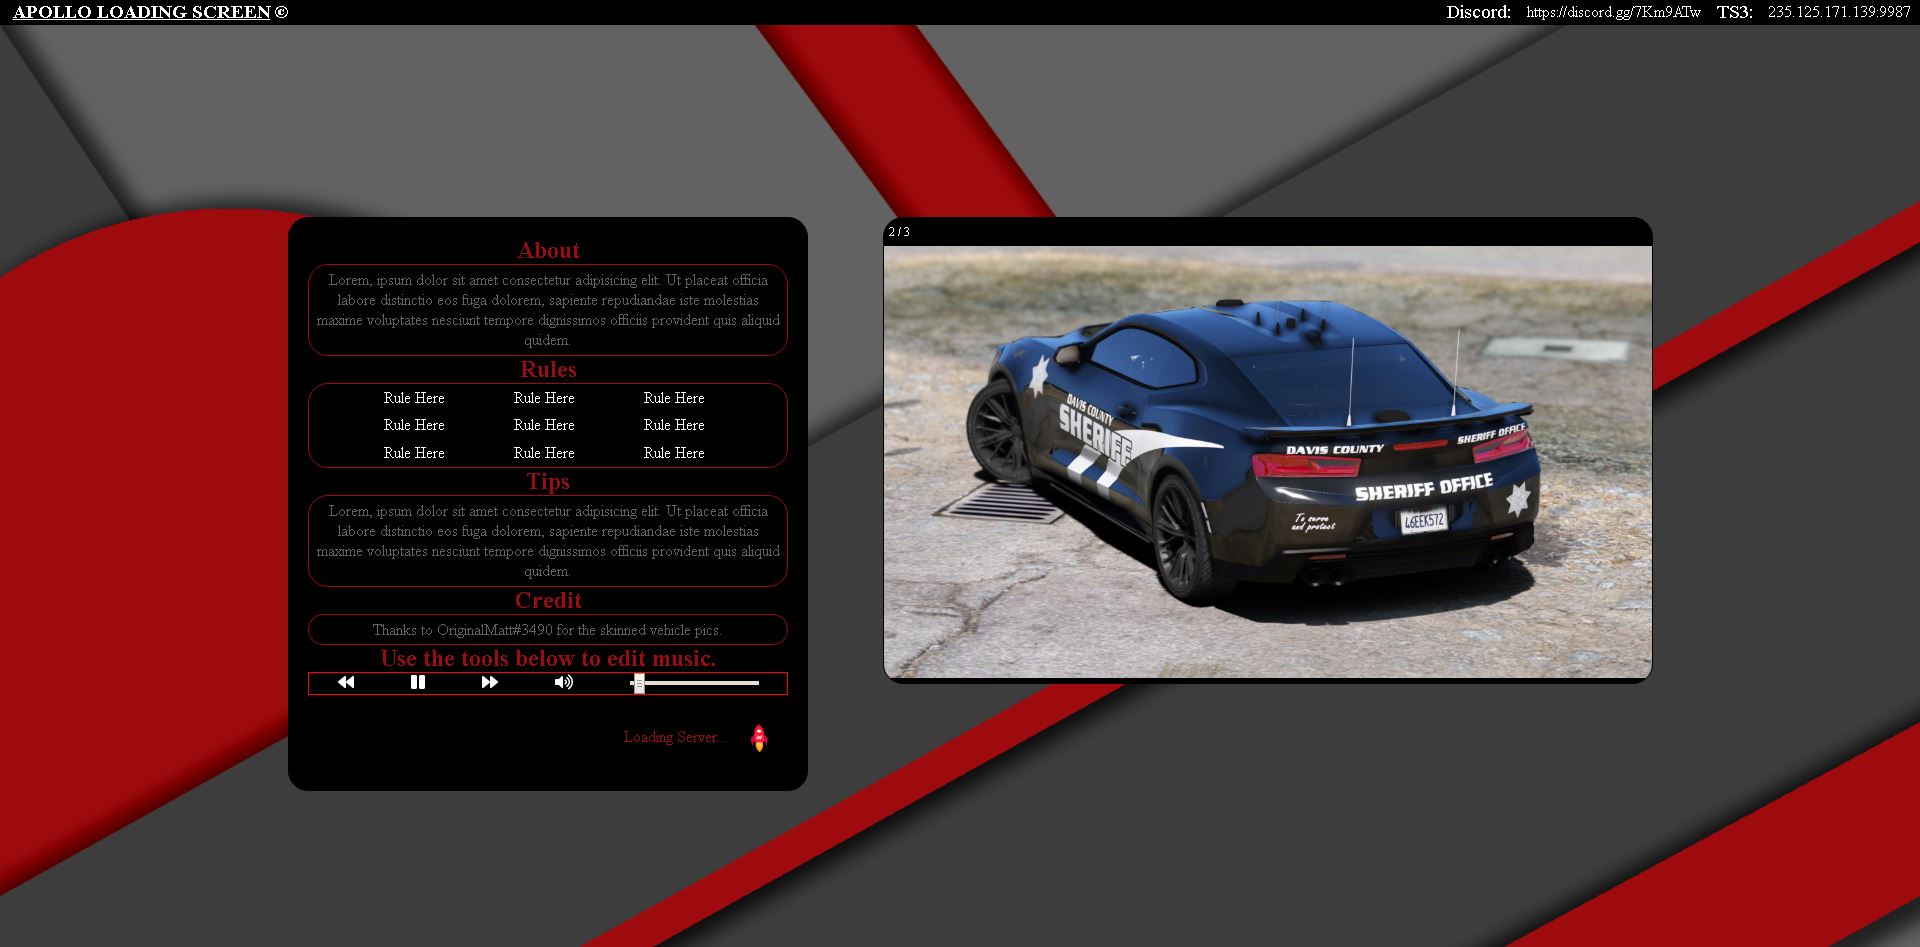 APOLLO LOADING SCREEN ©
Discord: https://discord.gg/7Km9ATw TS3: 235.125.171.139:9987
About
Lorem, ipsum dolor sit amet consectetur adipisicing elit. Ut placeat officia
labore distinctio eos fuga dolorem, sapiente repudiandae iste molestias
maxime voluptates nesciunt tempore dignissimos officiis provident quis aliquid
quidem.
Rules
Rule Here Rule Here Rule Here
Rule Here Rule Here Rule Here
Rule Here Rule Here Rule Here
Tips
Lorem, ipsum dolor sit amet consectetur adipisicing elit. Ut placeat officia
labore distinctio eos fuga dolorem, sapiente repudiandae iste molestias
maxime voluptates nesciunt tempore dignissimos officiis provident quis aliquid
quidem.
Credit
Thanks to OriginalMatt#3490 for the skinned vehicle pics.
Use the tools below to edit music.
Loading Server...
2 / 3
DAVIS COUNTY
SHERIFF
DAVIS COUNTY
SHERIFF OFFICE
SHERIFF OFFICE
To serve
and protect
46EEK572